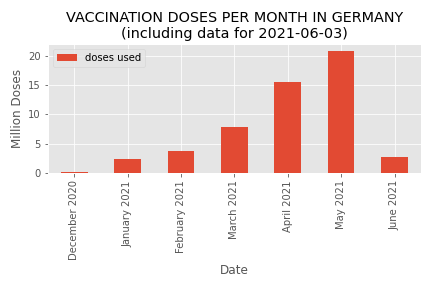 VACCINATION DOSES PER MONTH IN GERMANY
(including data for 2021-06-03)
doses used
Million Doses
20
15
10
5
0
December 2020
January 2021
February 2021
March 2021
April 2021
May 2021
June 2021
Date